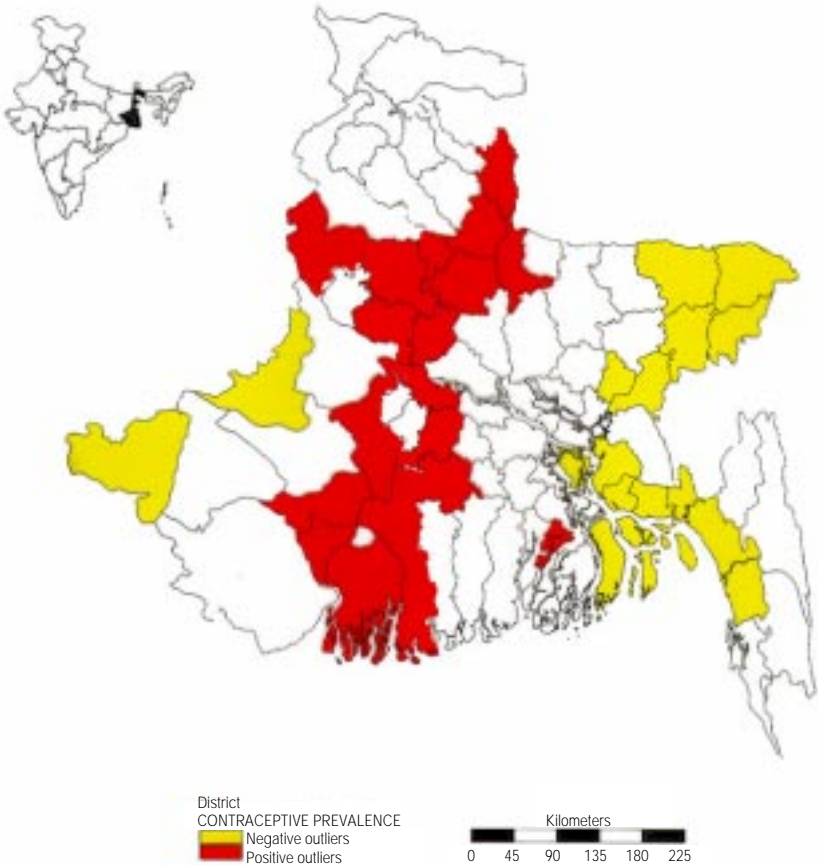 District
CONTRACEPTIVE PREVALENCE
Negative outliers
Positive outliers
Kilometers
0 45 90 135 180 225